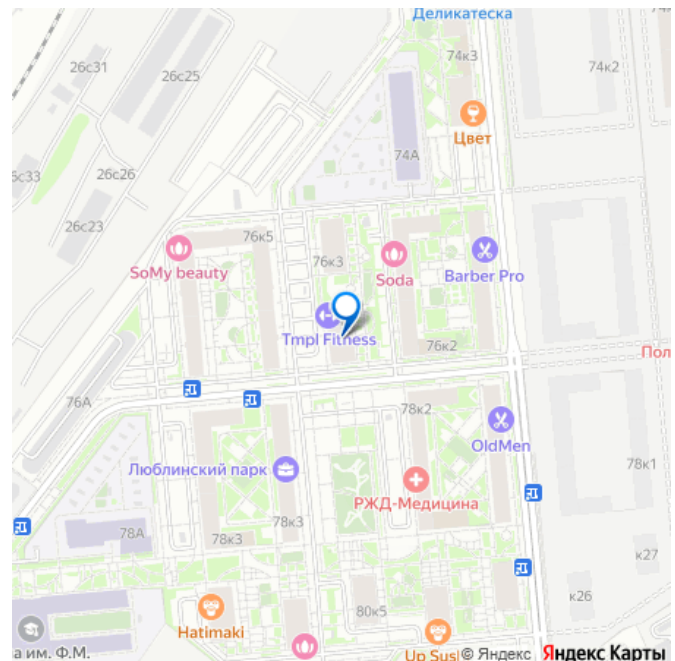 Деликатеска
74к3
26с31
26с25
74к2
Цвет
74А
с33
26с26
26с23
76к5
SoMy beauty
76к3
Soda
Barber Pro
Tmpl Fitness
76к2
Пол
76А
78к2
OldMen
Люблинский парк
78к1
РЖД-Медицина
78А
78к3
78к3
к27
к26
80к5
Hatimaki
а им. Ф.М.
Up Susl
© Яндекс Яндекс Карты